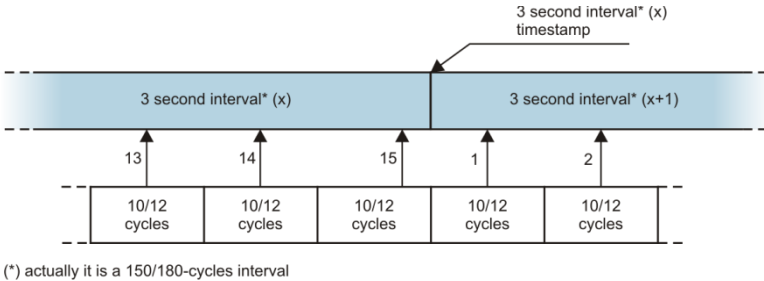 3 second interval* (x)
timestamp
3 second interval* (x)
3 second interval* (x+1)
13
14
15
1
2
10/12
cycles
10/12
cycles
10/12
cycles
10/12
cycles
10/12
cycles
(*) actually it is a 150/180-cycles interval